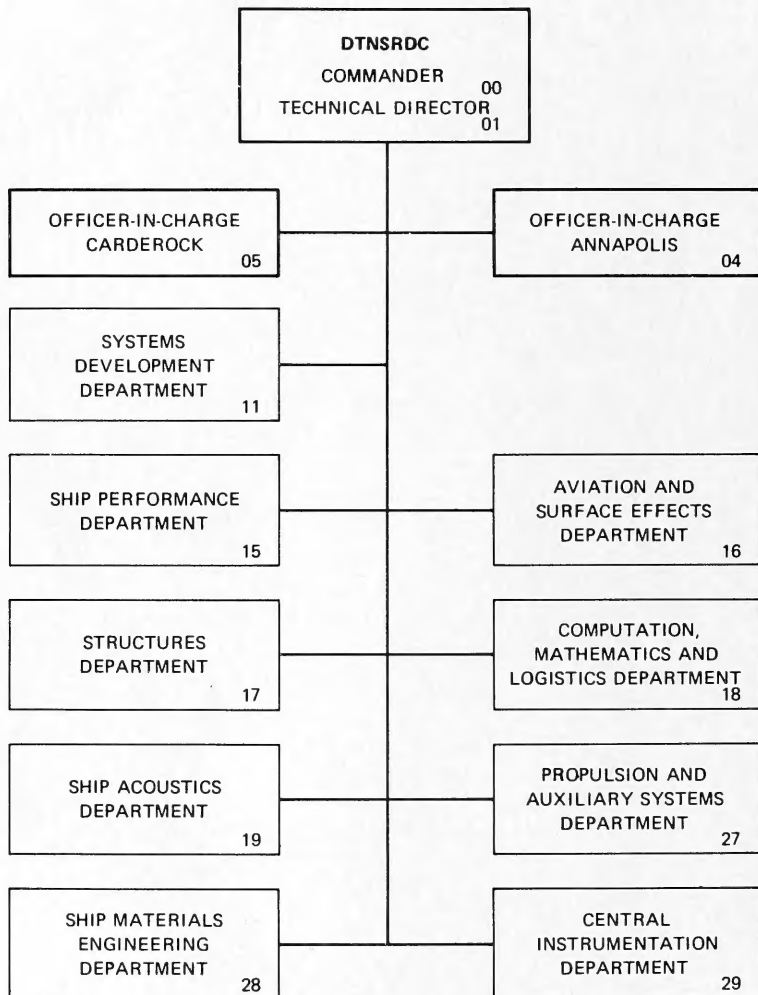 DTNSRDC
COMMANDER
00
TECHNICAL DIRECTOR
01
OFFICER-IN-CHARGE
CARDEROCK
05
OFFICER-IN-CHARGE
ANNAPOLIS
04
SYSTEMS
DEVELOPMENT
DEPARTMENT
11
SHIP PERFORMANCE
DEPARTMENT
15
AVIATION AND
SURFACE EFFECTS
DEPARTMENT
16
STRUCTURES
DEPARTMENT
17
COMPUTATION,
MATHEMATICS AND
LOGISTICS DEPARTMENT
18
SHIP ACOUSTICS
DEPARTMENT
19
PROPULSION AND
AUXILIARY SYSTEMS
DEPARTMENT
27
SHIP MATERIALS
ENGINEERING
DEPARTMENT
28
CENTRAL
INSTRUMENTATION
DEPARTMENT
29